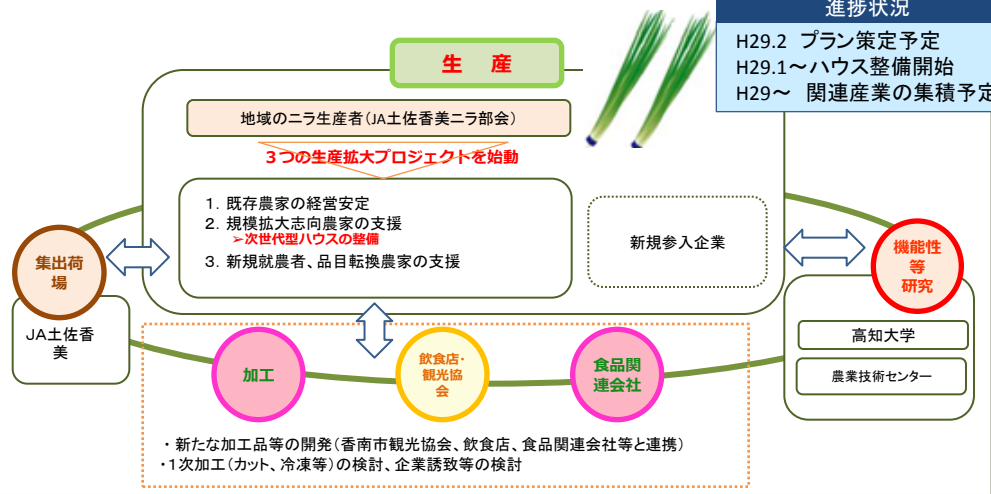 進捗状況
H29.2 プラン策定予定
H29.1～ハウス整備開始
H29～ 関連産業の集積予定
生 産
地域のニラ生産者(JA土佐香美ニラ部会)
３つの生産拡大プロジェクトを始動
1. 既存農家の経営安定
2. 規模拡大志向農家の支援
➢次世代型ハウスの整備
3. 新規就農者、品目転換農家の支援
新規参入企業
集出荷
場
JA土佐香
美
機能性
等
研究
高知大学
農業技術センター
加工
飲食店・
観光協
会
食品関
連会社
・新たな加工品等の開発(香南市観光協会、飲食店、食品関連会社等と連携)
・1次加工(カット、冷凍等)の検討、企業誘致等の検討